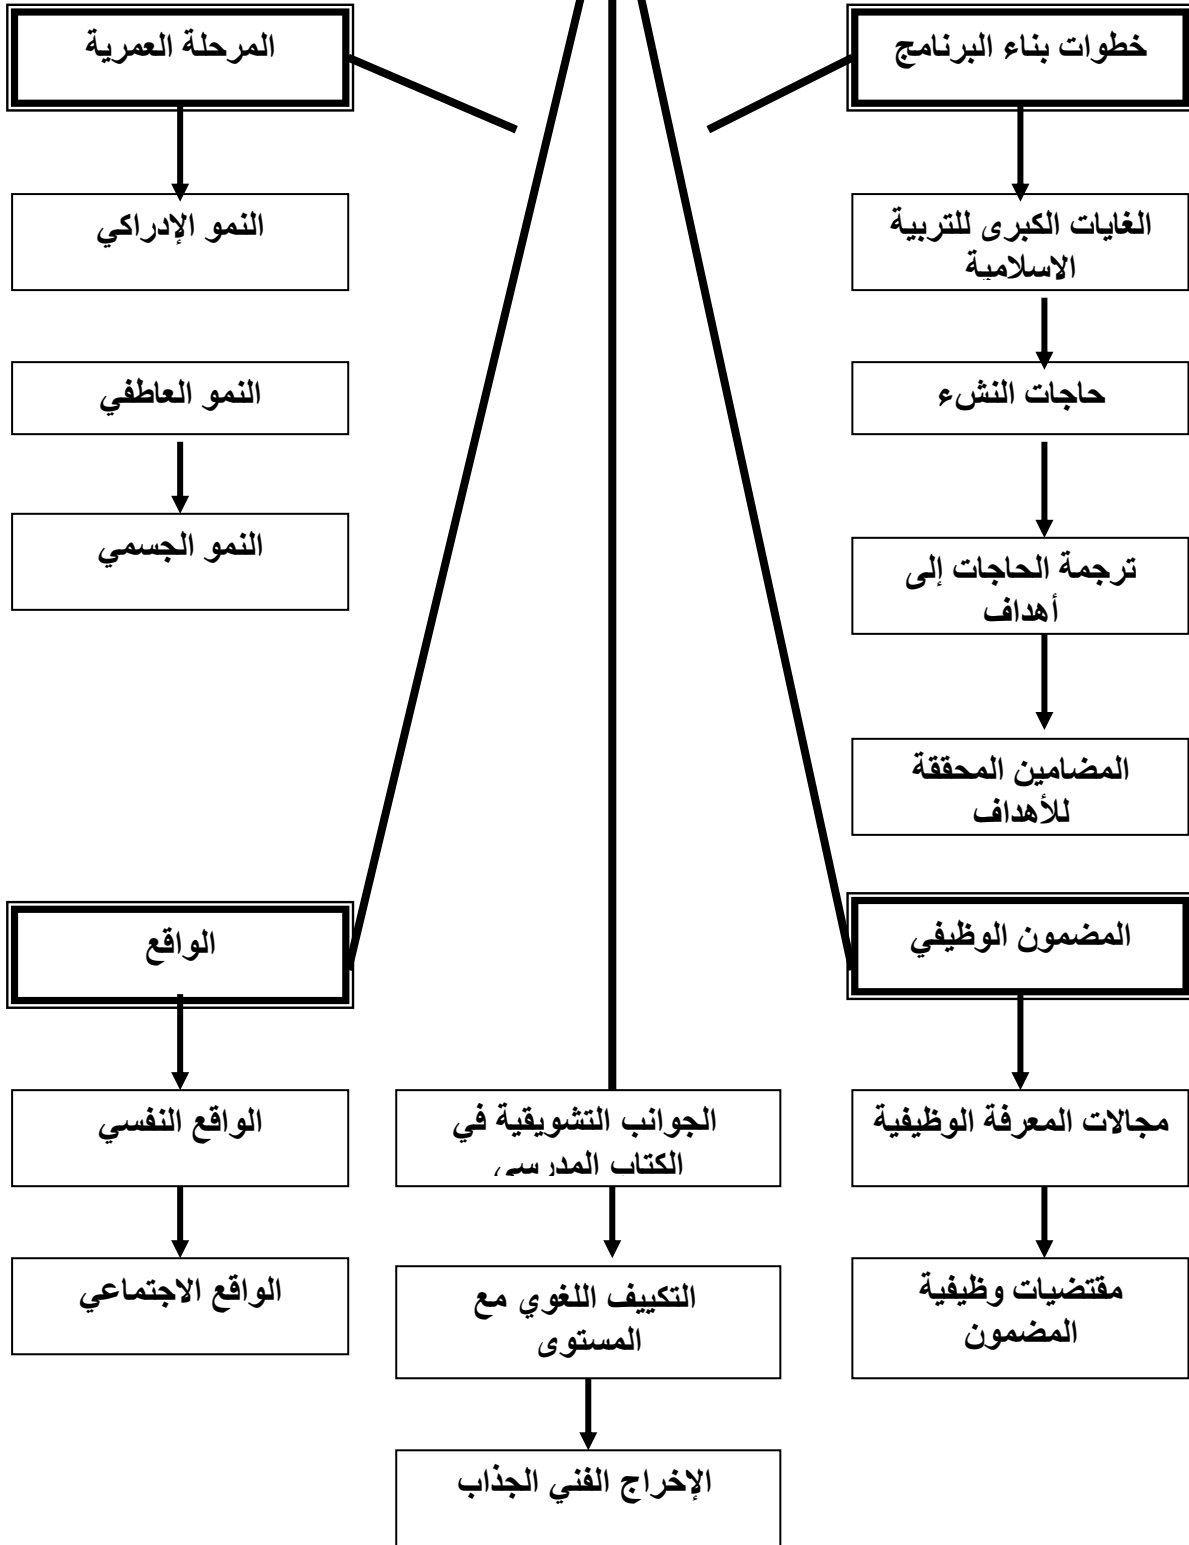 خطوات بناء البرنامج
الغايات الكبرى للتربية
الاسلامية
حاجات النشء
ترجمة الحاجات إلى
أهداف
المضامين المحققة
للأهداف
المرحلة العمرية
النمو الإدراكي
النمو العاطفي
النمو الجسمي
المضمون الوظيفي
مجالات المعرفة الوظيفية
مقتضيات وظيفية
المضمون
الجوانب التشويقية في
الكتاب المدرسي
التكييف اللغوي مع
المستوى
الإخراج الفني الجذاب
الواقع
الواقع النفسي
الواقع الاجتماعي